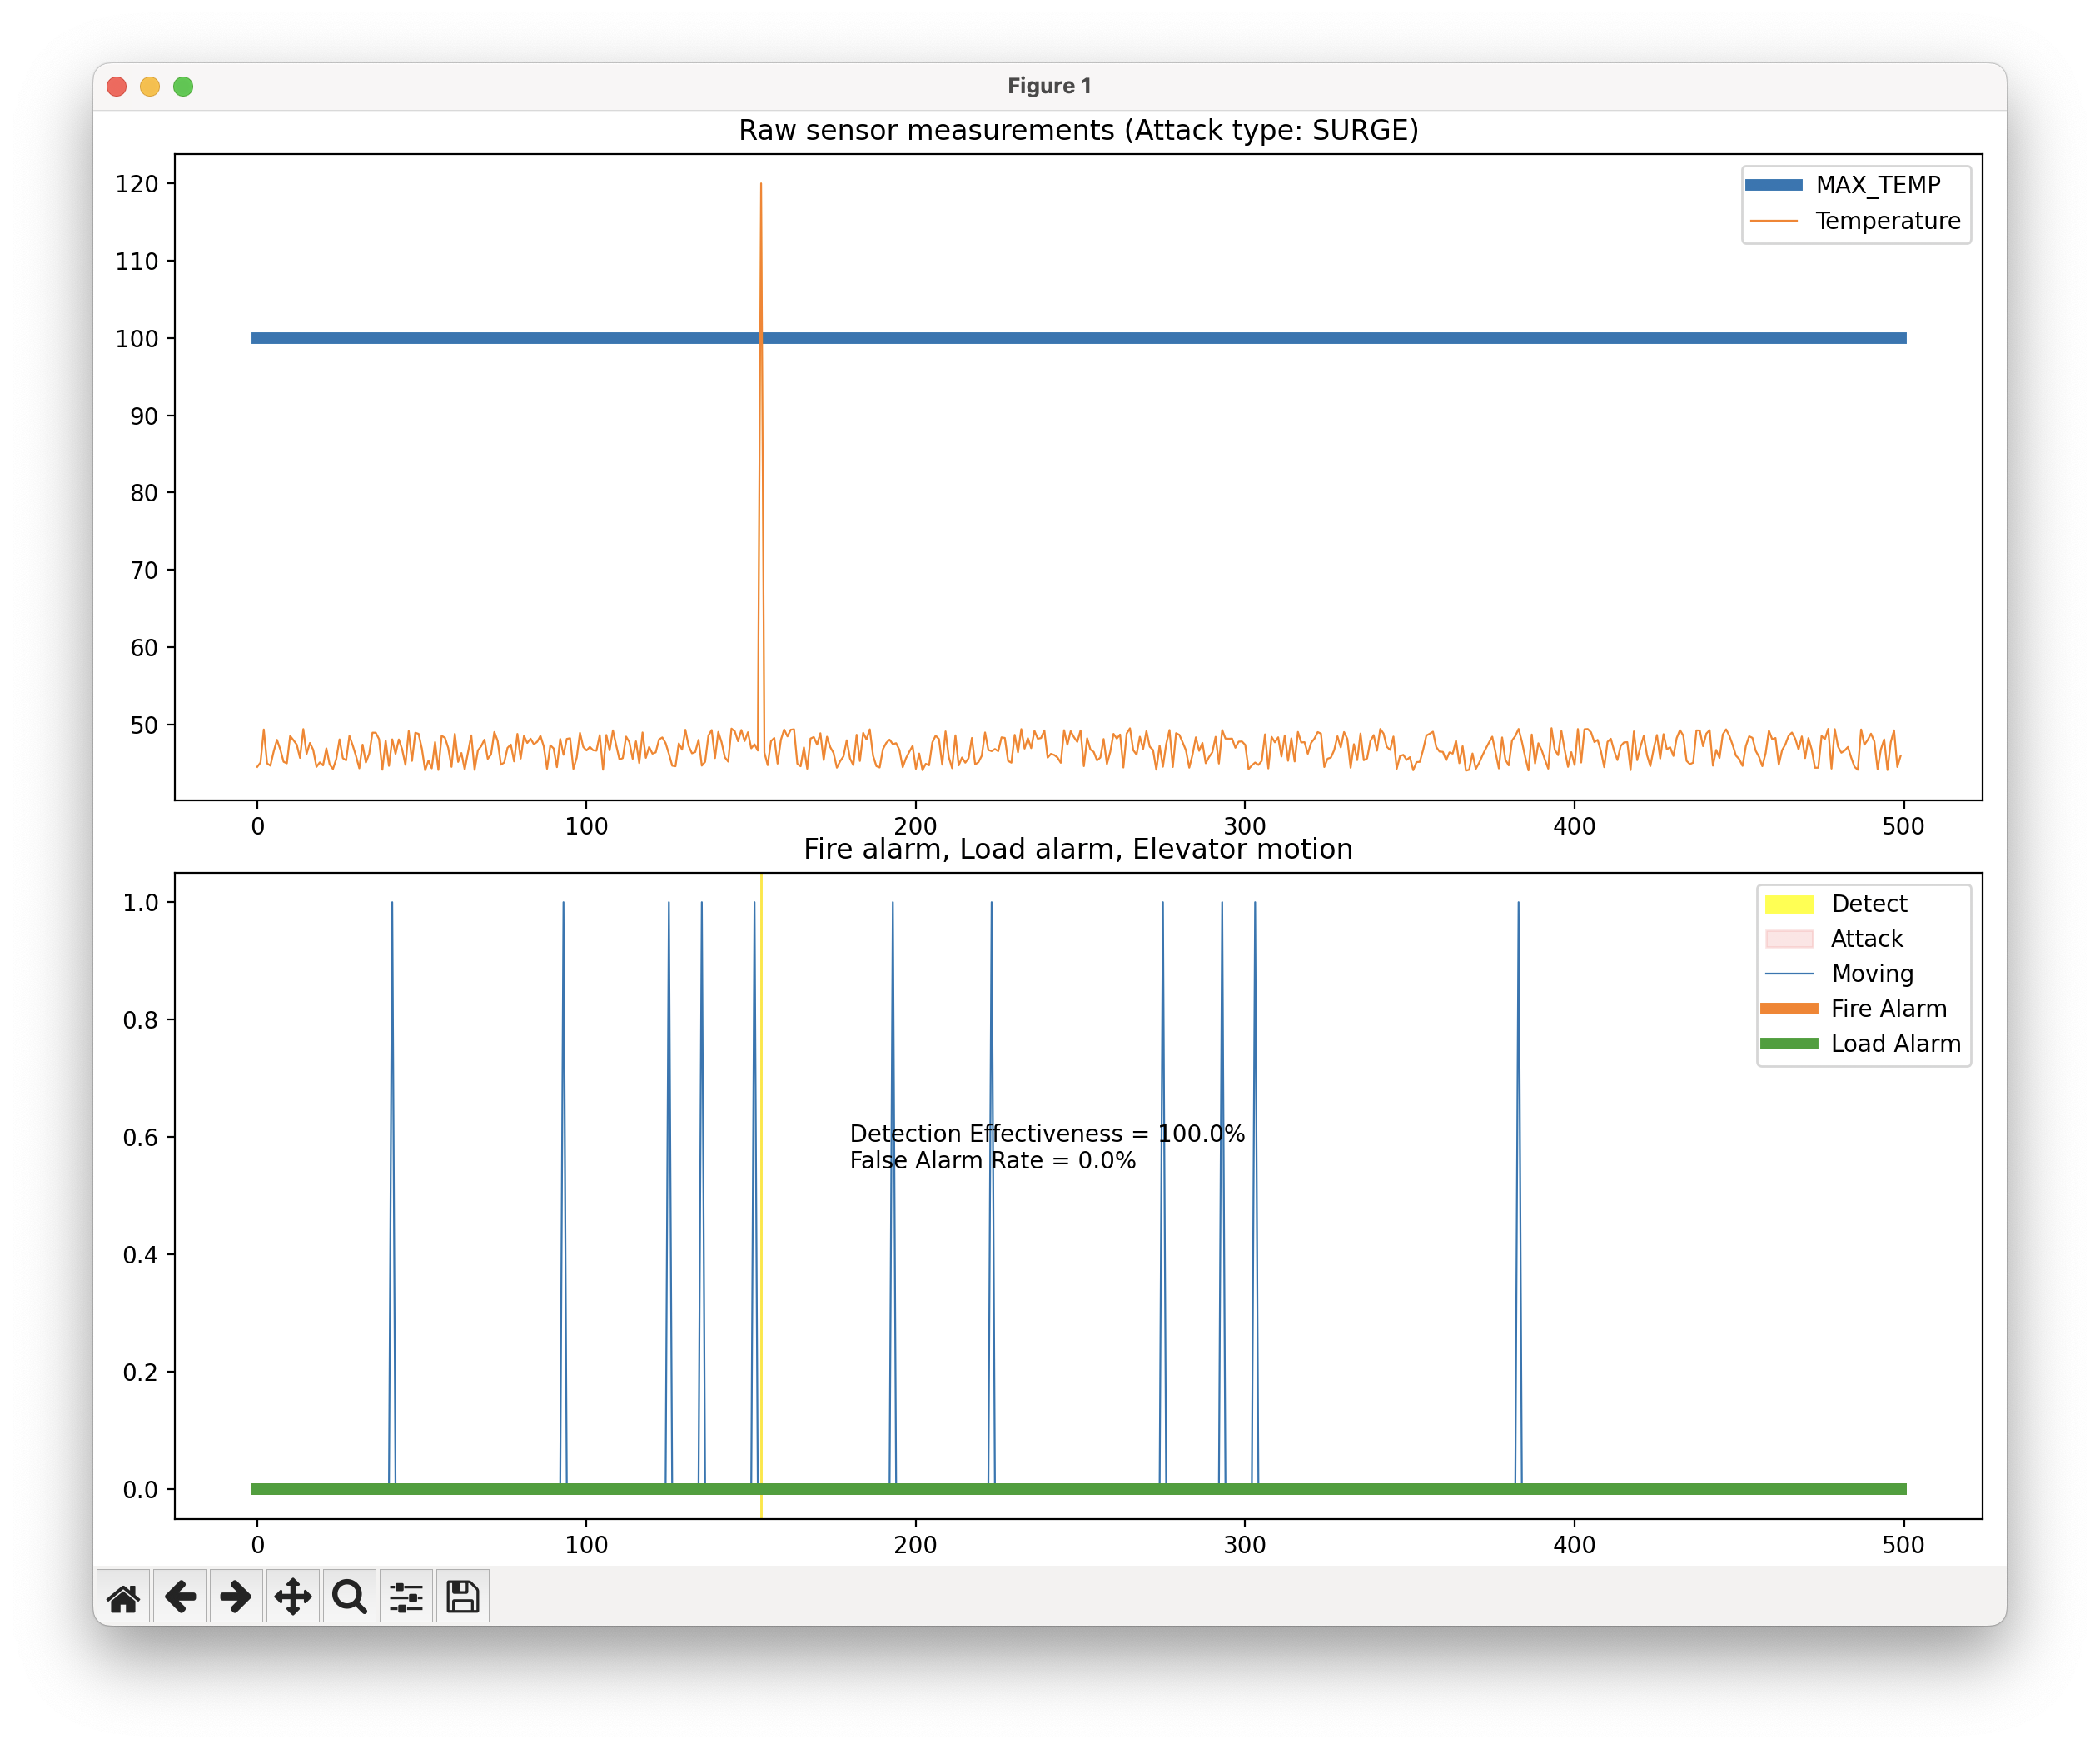 Figure 1
Raw sensor measurements (Attack type: SURGE)
120
110
100
90
80
70
60
50
MAX_TEMP
Temperature
0 100 200 300 400 500
Fire alarm, Load alarm, Elevator motion
1.0
0.8
0.6
0.4
0.2
0.0
Detect
Attack
Moving
Fire Alarm
Load Alarm
Detection Effectiveness = 100.0%
False Alarm Rate = 0.0%
0 100 200 300 400 500